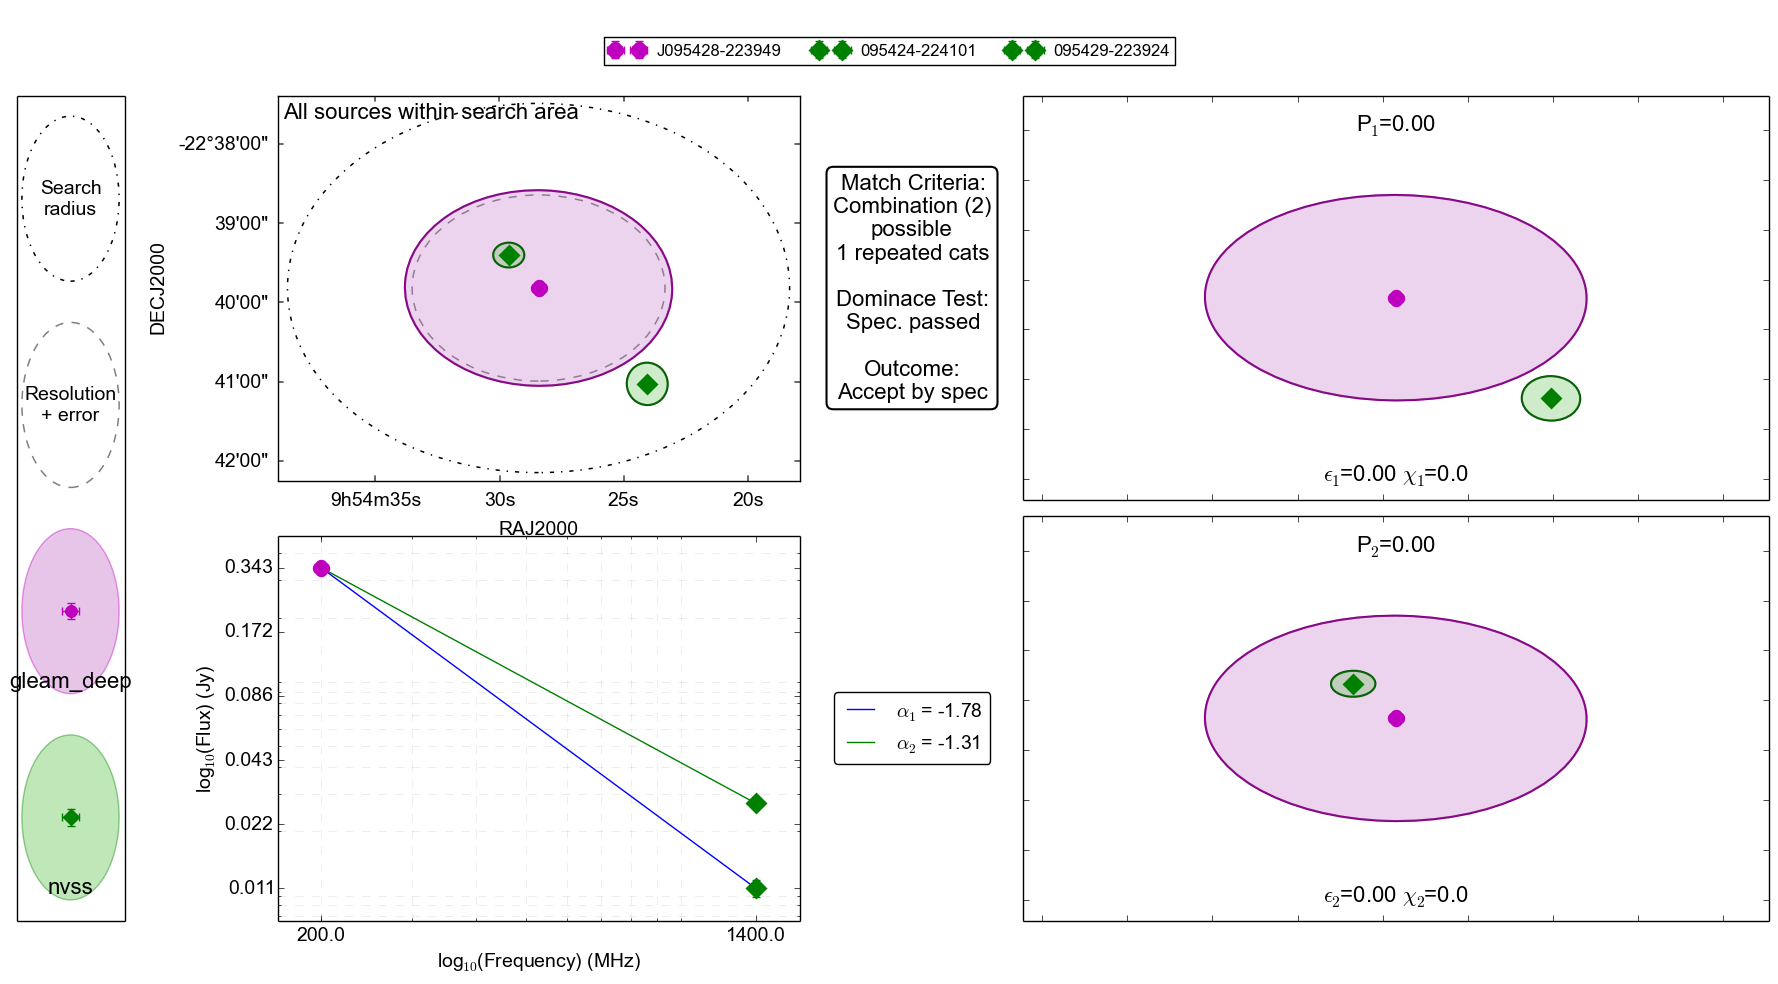 J095428-223949 095424-224101 095429-223924
Search
radius
Resolution
+ error
gleam_deep
nvss
All sources within search area
-22°38'00"
39'00"
40'00"
41'00"
42'00"
DECJ2000
9h54m35s 30s 25s 20s
RAJ2000
Match Criteria:
Combination (2)
possible
1 repeated cats
Dominace Test:
Spec. passed
Outcome:
Accept by spec
P₁=0.00
ϵ₁=0.00 χ₁=0.0
0.343
0.172
0.086
0.043
0.022
0.011
log₁₀(Flux) (Jy)
200.0 1400.0
log₁₀(Frequency) (MHz)
α₁ = -1.78
α₂ = -1.31
P₂=0.00
ϵ₂=0.00 χ₂=0.0